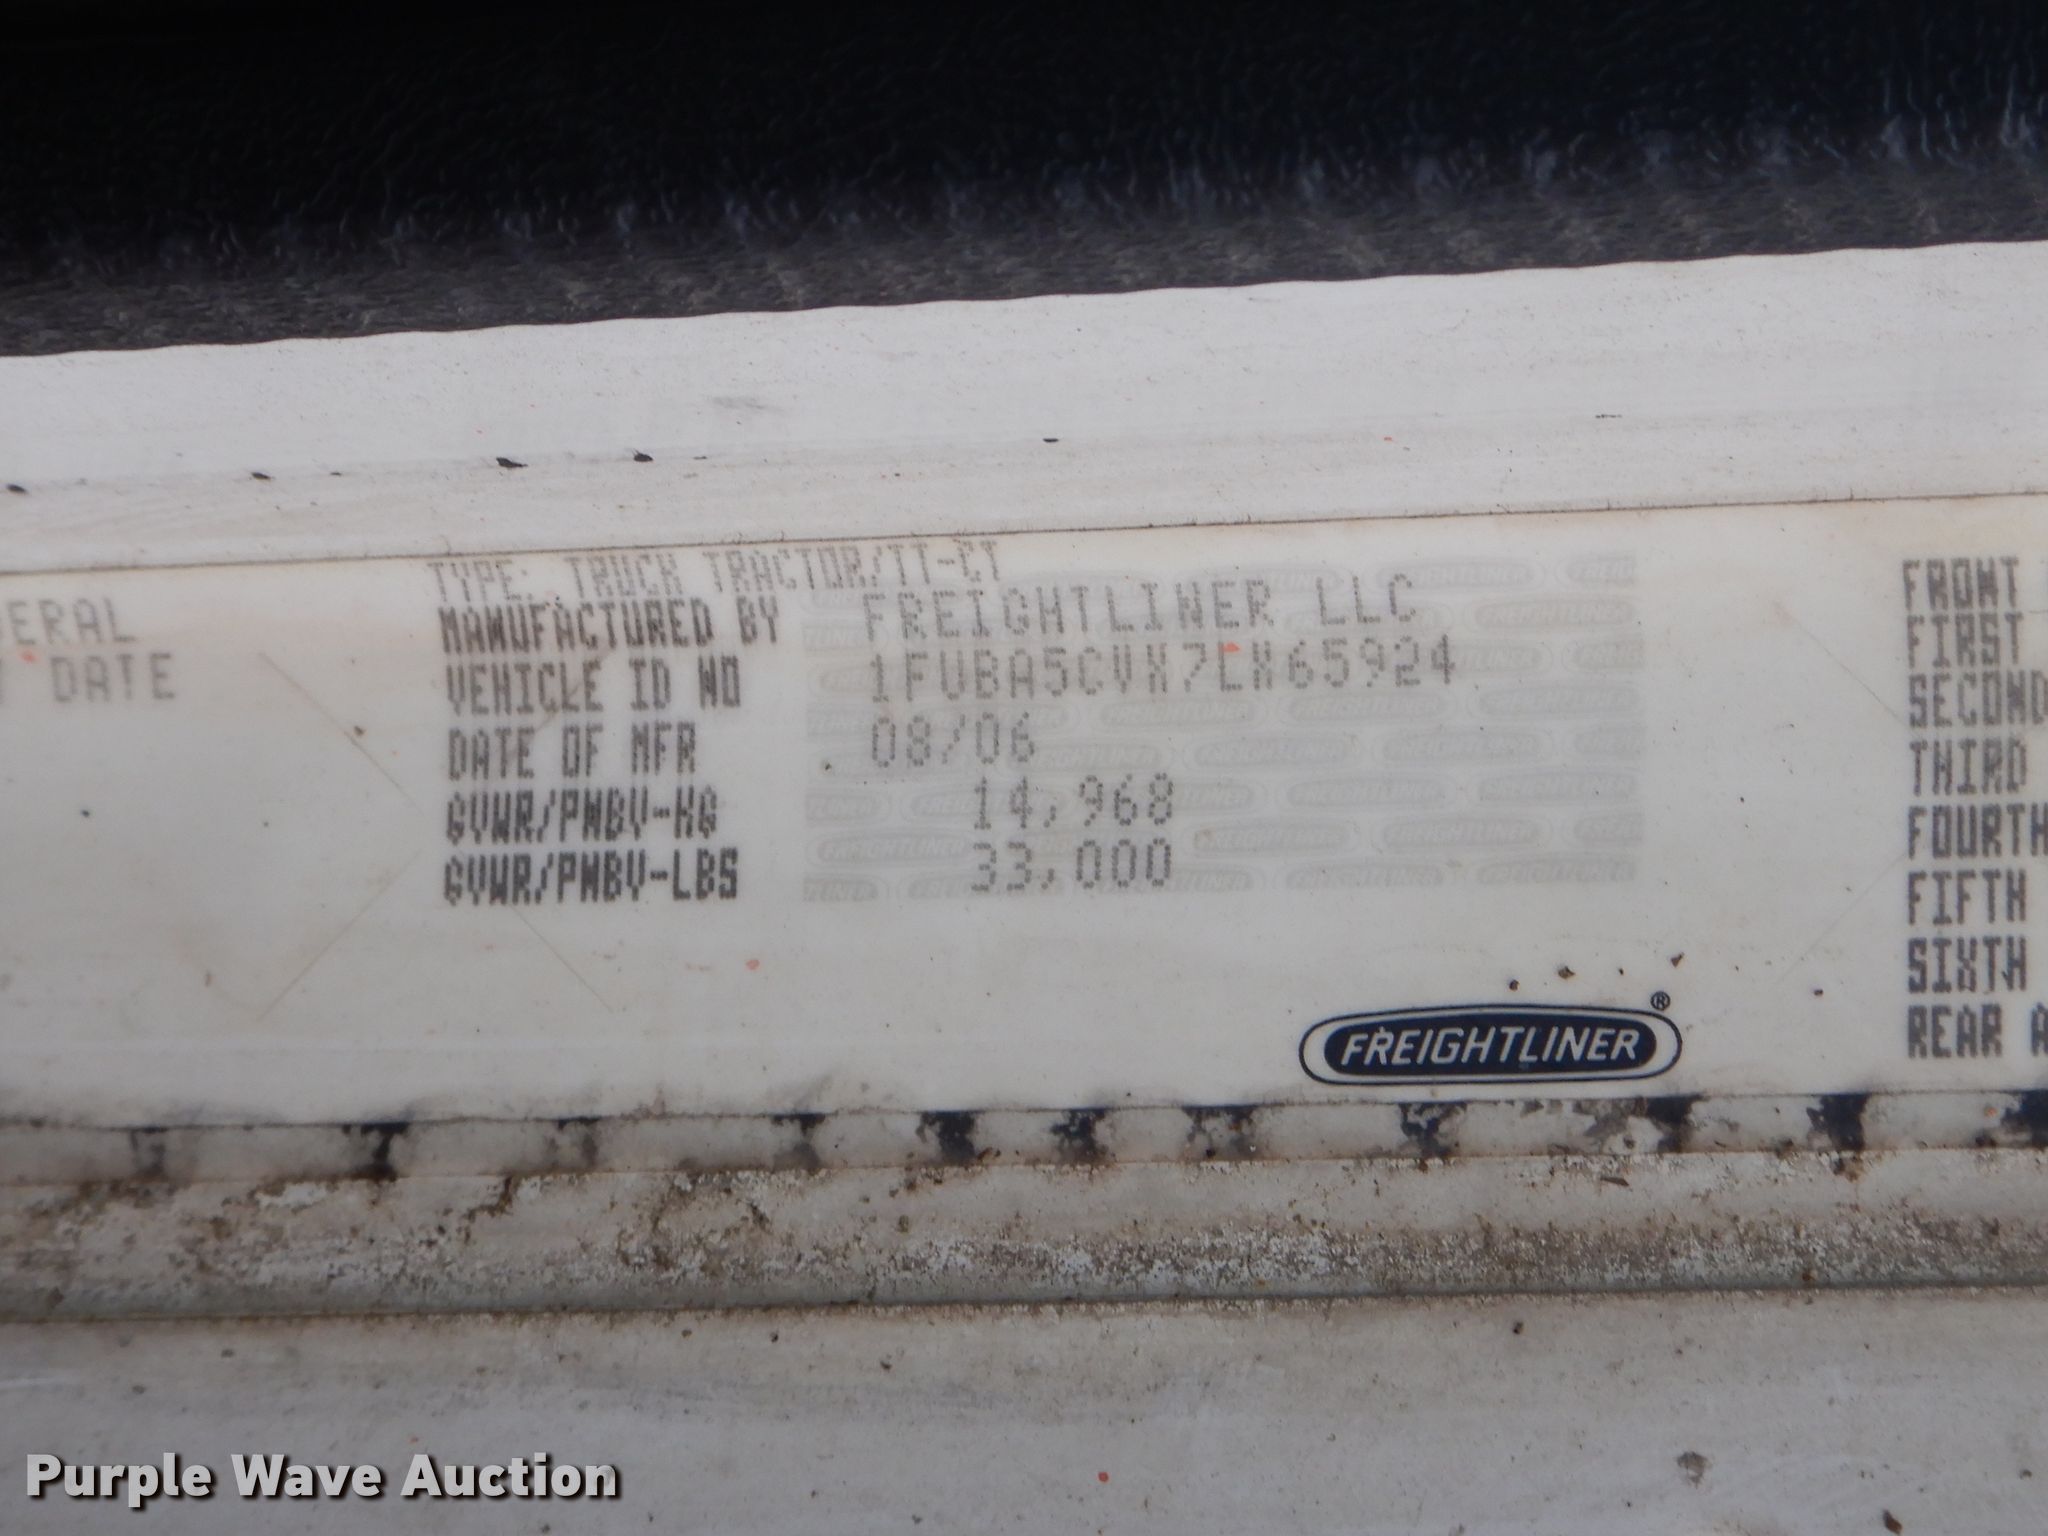 TYPE: TRUCK TRACTOR/TT-CT
ERAL
DATE
MANUFACTURED BY FREIGHTLINER LLC
VEHICLE ID NO 1FUBA5CVX7LX65924
DATE OF MFR 08/06
GVWR/PNBV-KG 14,968
GVWR/PNBV-LBS 33,000
FREIGHTLINER®
FRONT
FIRST
SECOND
THIRD
FOURTH
FIFTH
SIXTH
REAR A
Purple Wave Auction